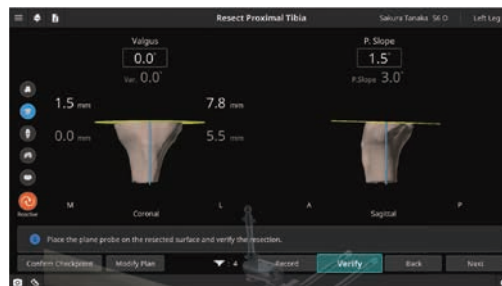 Resect Proximal Tibia
Sakura Tanaka 56 O
Left Leg
Valgus
0.0°
Var. 0.0°
P. Slope
1.5°
P.Slope 3.0°
1.5 mm
7.8 mm
0.0 mm
5.5 mm
M
Coronal
L
A
Sagittal
P
Resective
Place the plane probe on the resected surface and verify the resection.
Confirm Checkpoint
Modify Plan
: 4
Record
Verify
Back
Next